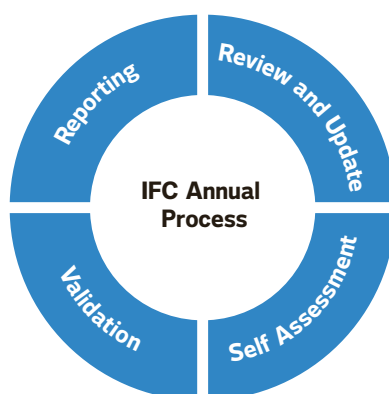 Reporting
Review and Update
IFC Annual
Process
Validation
Self Assessment